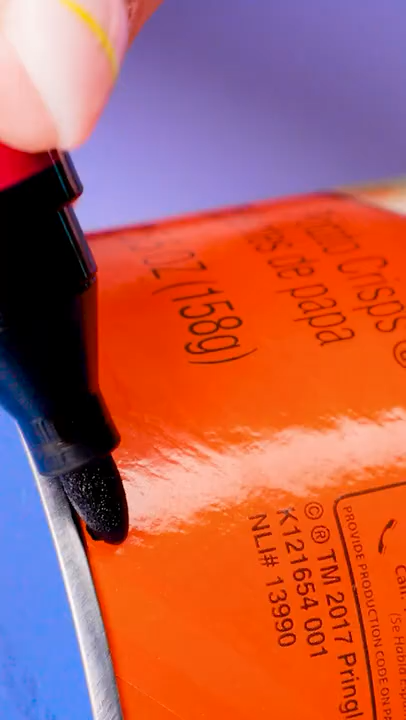 Crisps®
de papa
OZ (158g)
©® TM 2017 Pringl
K121654 001
NLI# 13990
PROVIDE PRODUCTION CODE ON PA
Call.
(Se Habla Espa